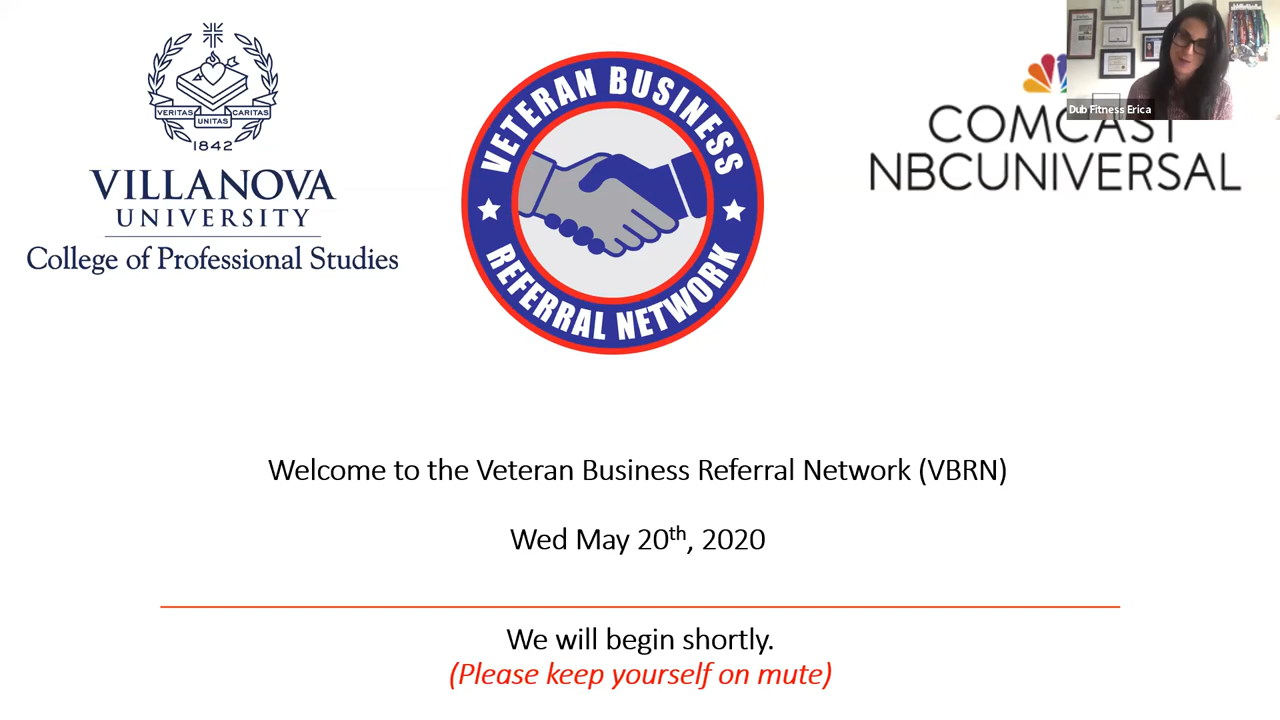 VERITAS
UNITAS
CARITAS
1842
VILLANOVA
UNIVERSITY
College of Professional Studies
VETERAN BUSINESS
REFERRAL NETWORK
COMCAST
NBCUNIVERSAL
Dub Fitness Erica
Welcome to the Veteran Business Referral Network (VBRN)
Wed May 20th, 2020
We will begin shortly.
(Please keep yourself on mute)